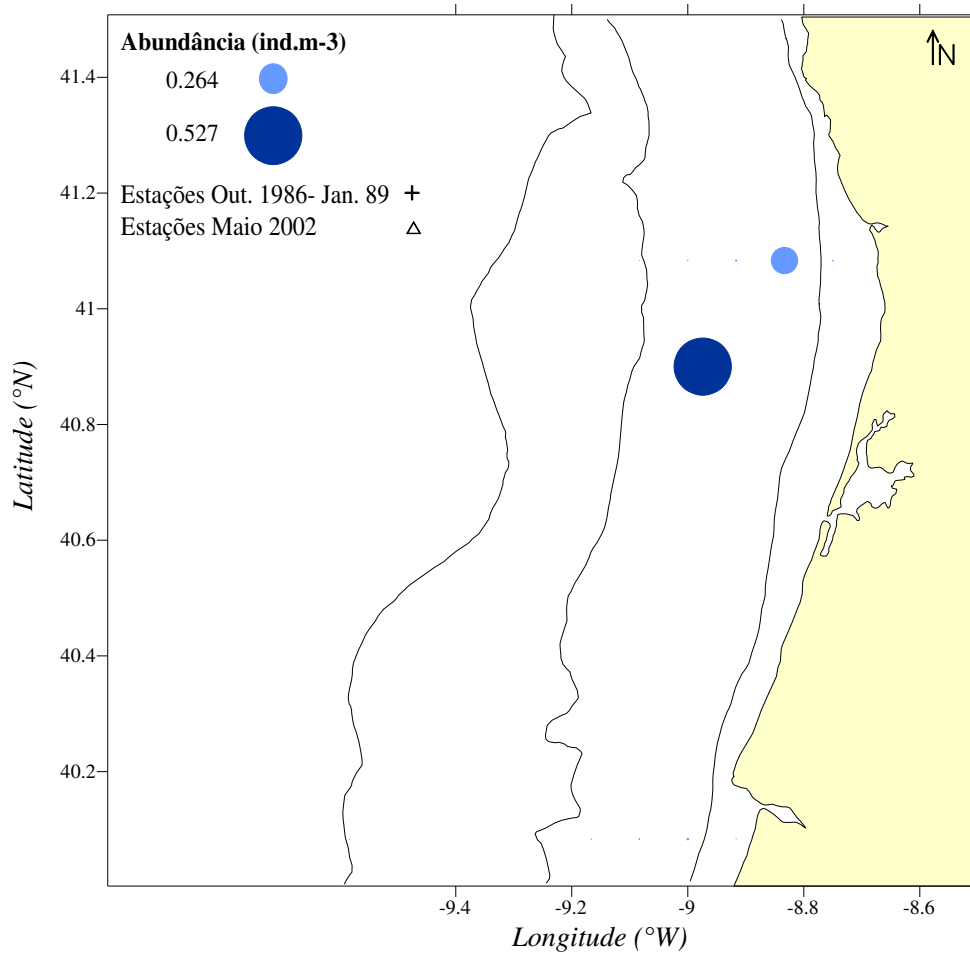 Abundância (ind.m-3)
0.264
0.527
Estações Out. 1986- Jan. 89 +
Estações Maio 2002 △
N
41.4
41.2
41
40.8
40.6
40.4
40.2
Latitude (°N)
-9.4 -9.2 -9 -8.8 -8.6
Longitude (°W)